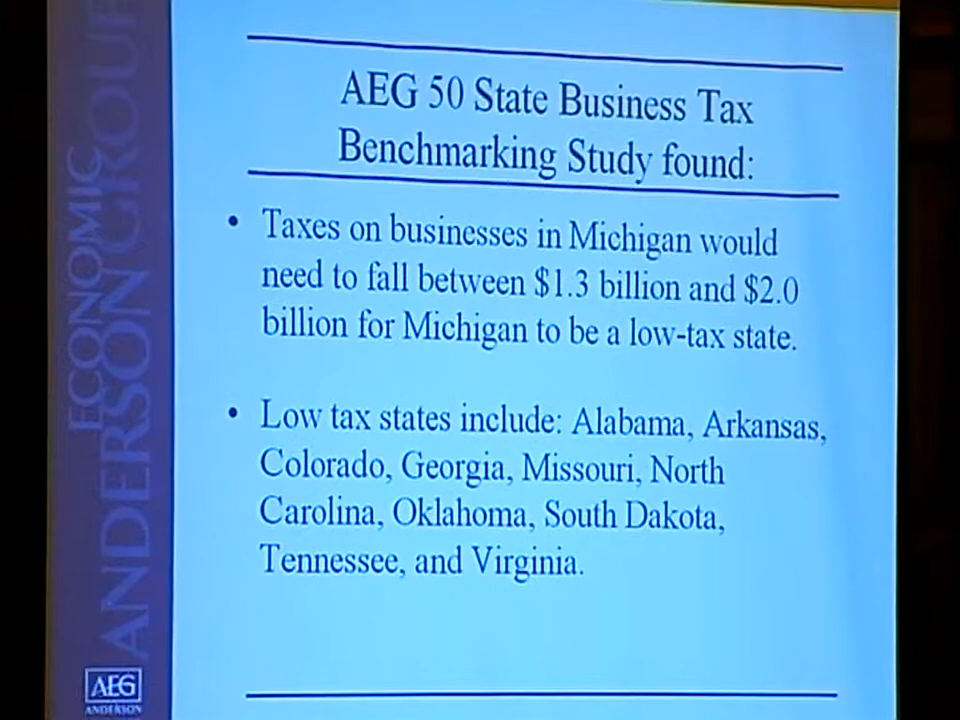 AEG 50 State Business Tax
Benchmarking Study found:
• Taxes on businesses in Michigan would
need to fall between $1.3 billion and $2.0
billion for Michigan to be a low-tax state.
• Low tax states include: Alabama, Arkansas,
Colorado, Georgia, Missouri, North
Carolina, Oklahoma, South Dakota,
Tennessee, and Virginia.
ANDERSON GROUP
ECONOMIC
AEG
ANDERSON